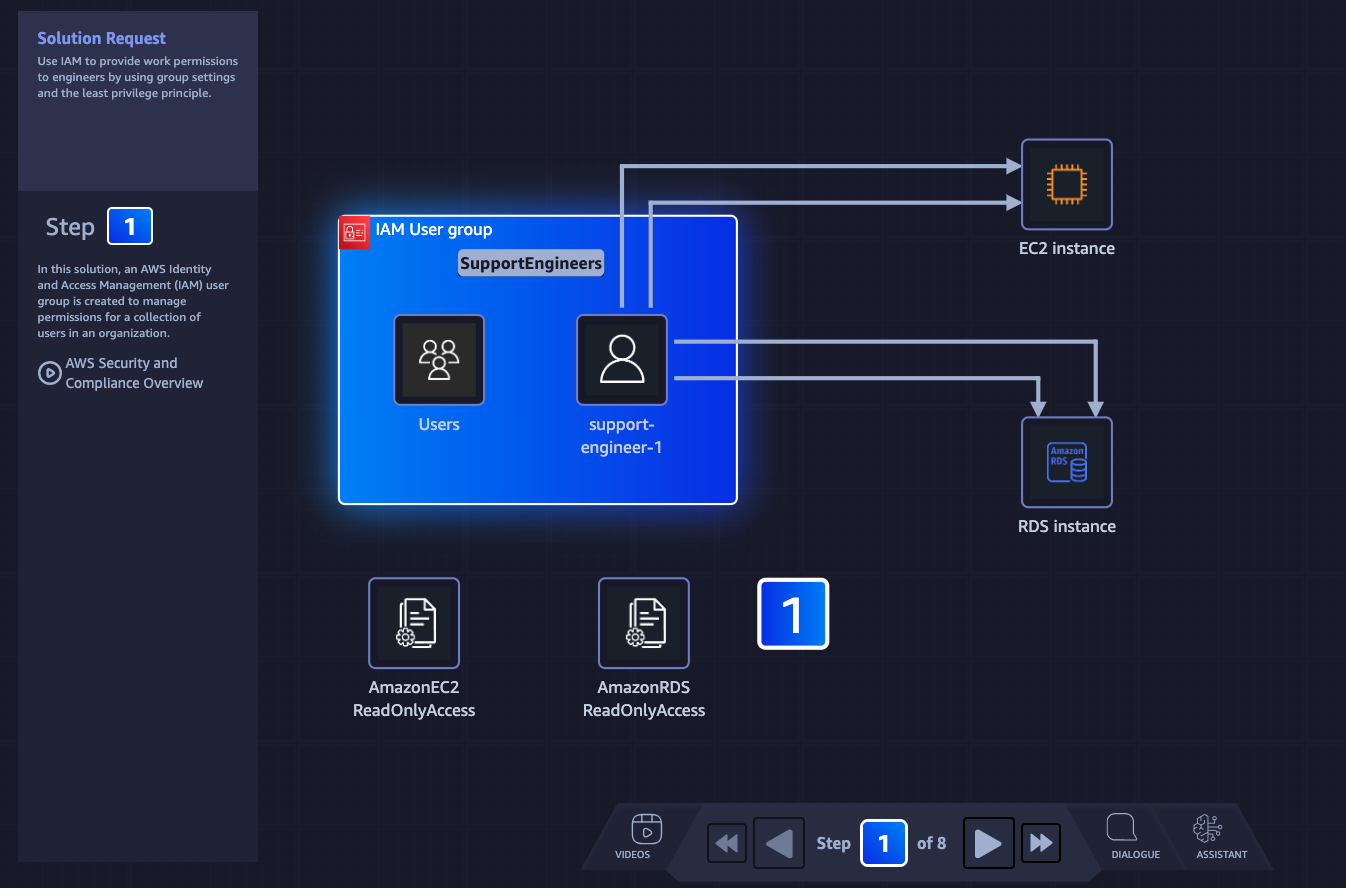 Solution Request
Use IAM to provide work permissions
to engineers by using group settings
and the least privilege principle.
Step 1
In this solution, an AWS Identity
and Access Management (IAM) user
group is created to manage
permissions for a collection of
users in an organization.
AWS Security and
Compliance Overview
IAM User group
SupportEngineers
Users
support-
engineer-1
EC2 instance
Amazon
RDS
RDS instance
AmazonEC2
ReadOnlyAccess
AmazonRDS
ReadOnlyAccess
1
VIDEOS
Step 1 of 8
DIALOGUE
ASSISTANT